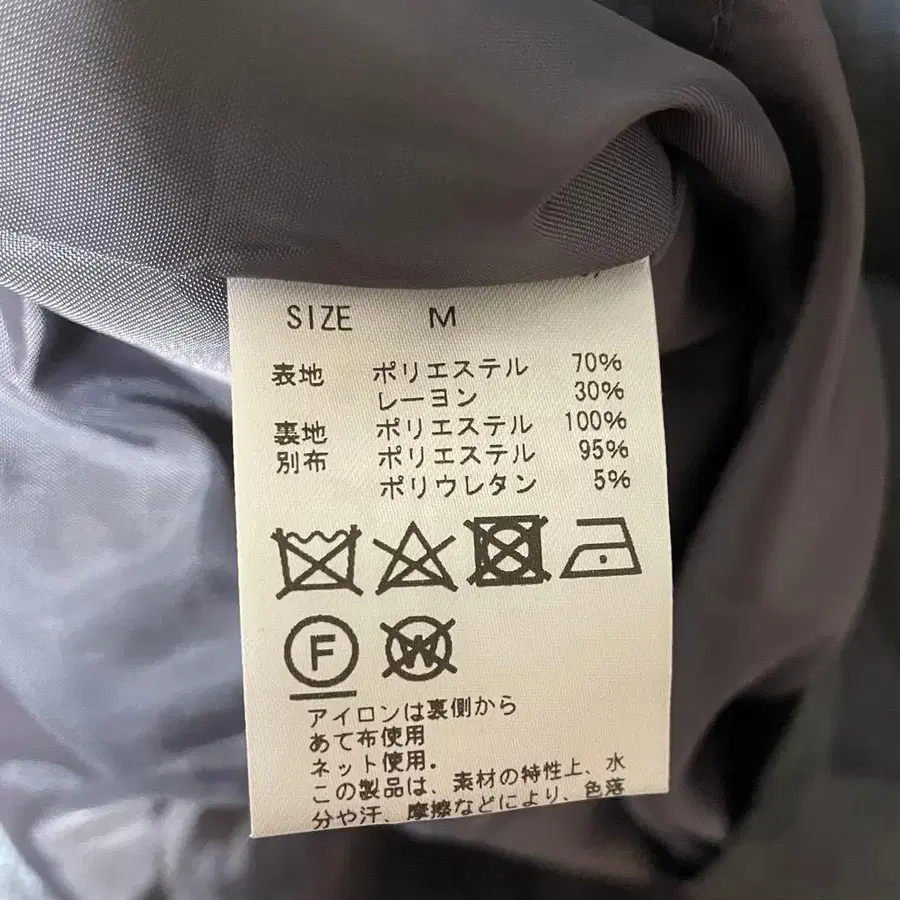 SIZE M
表地 ポリエステル 70%
レーヨン 30%
裏地 ポリエステル 100%
別布 ポリエステル 95%
ポリウレタン 5%
F W
アイロンは裏側から
あて布使用
ネット使用.
この製品は、素材の特性上、水
分や汗、摩擦などにより、色落